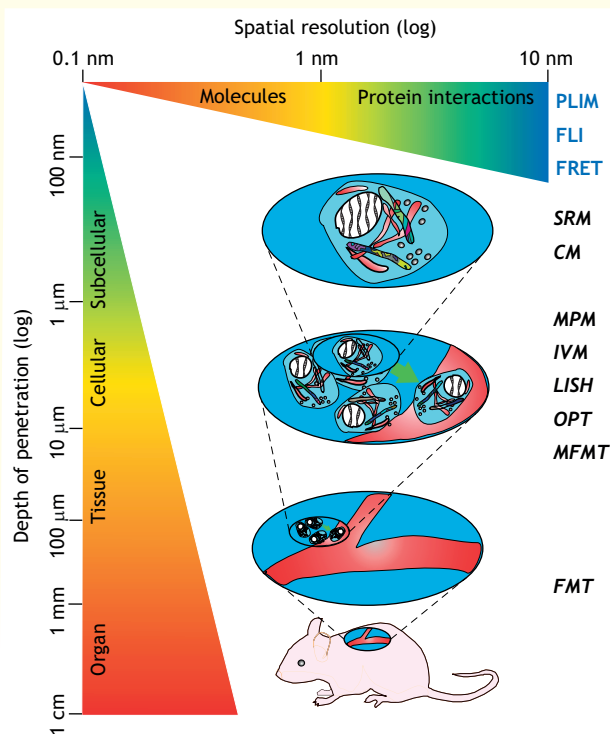 Spatial resolution (log)
0.1 nm 1 nm 10 nm
Molecules Protein interactions
PLIM
FLI
FRET
SRM
CM
MPM
IVM
LISH
OPT
MFMT
FMT
Depth of penetration (log)
100 nm
1 µm
10 µm
100 µm
1 mm
1 cm
Subcellular
Cellular
Tissue
Organ